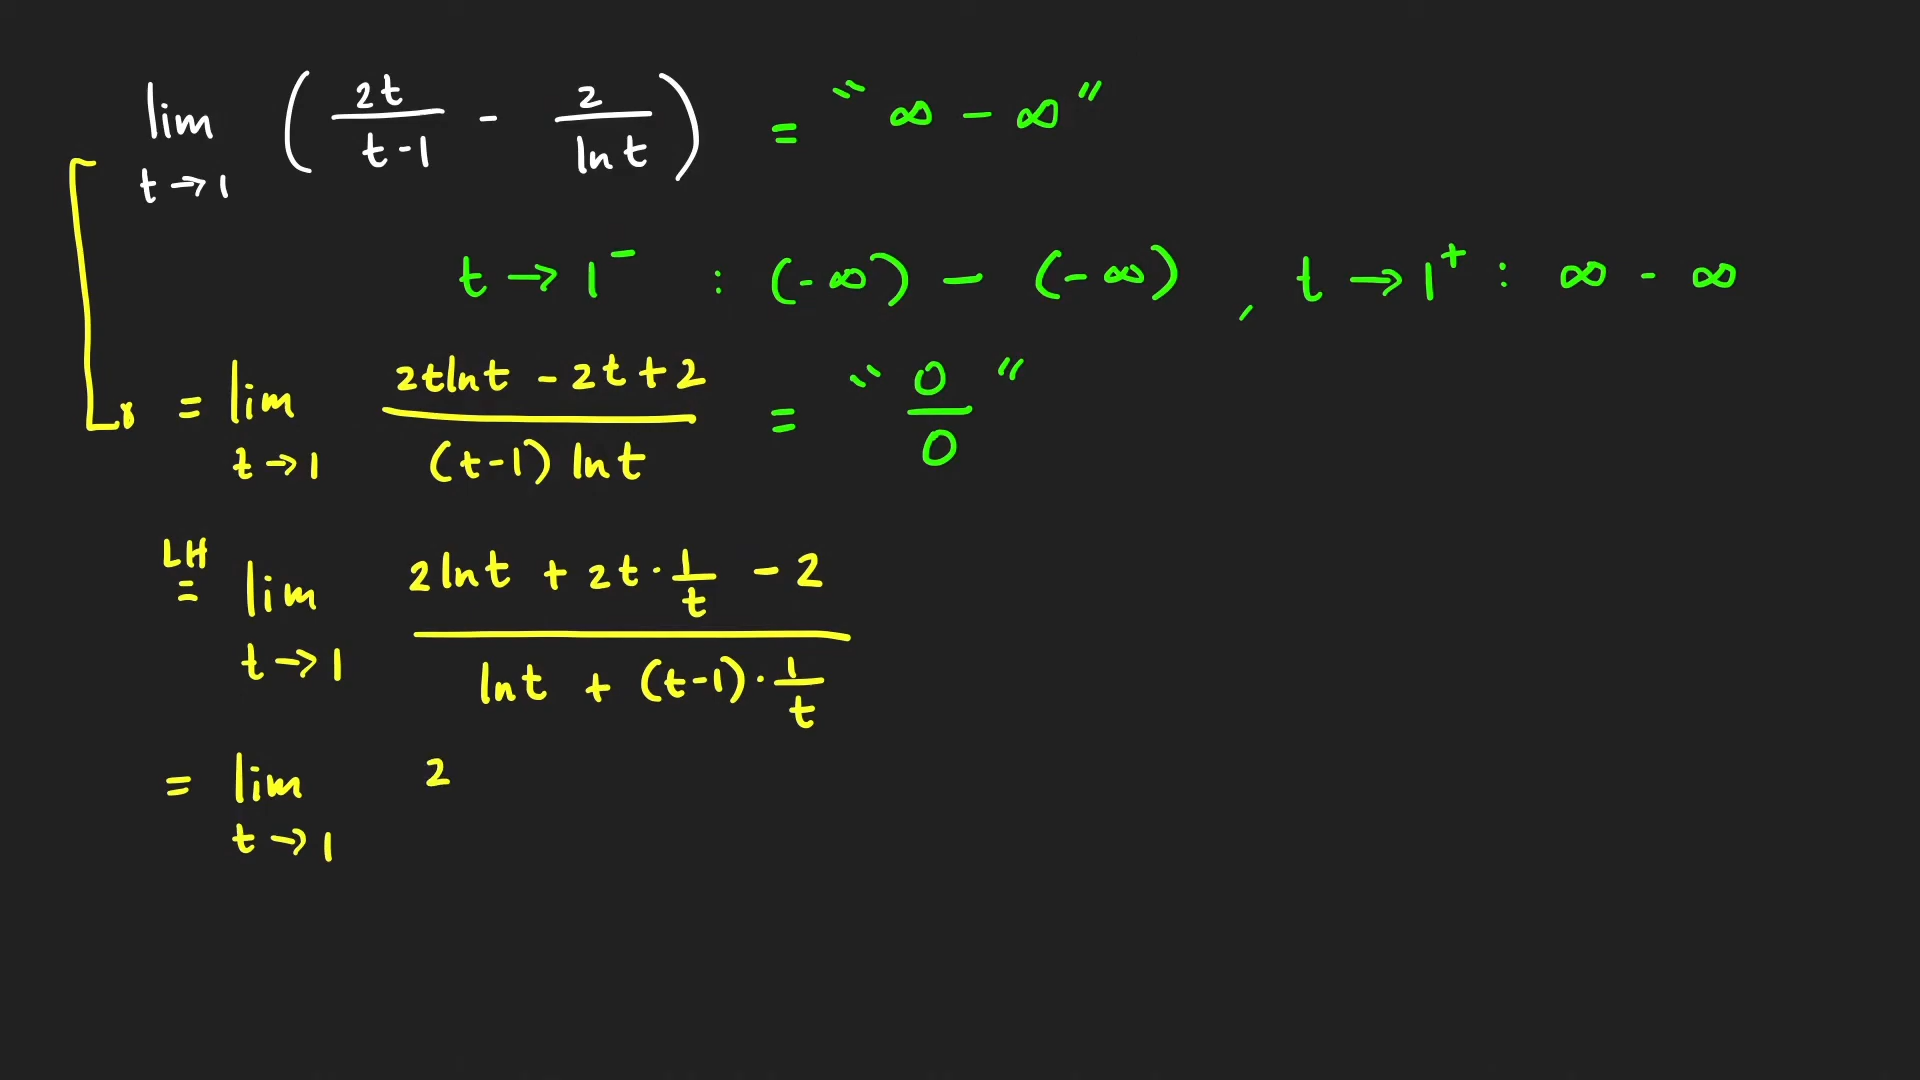 lim t→1 ( 2t/(t-1) - 2/ln t ) = "∞ - ∞"
t → 1⁻ : (-∞) - (-∞) , t → 1⁺ : ∞ - ∞
= lim t→1 (2t ln t - 2t + 2)/((t-1) ln t) = "0/0"
LH = lim t→1 (2 ln t + 2t · 1/t - 2)/(ln t + (t-1) · 1/t)
= lim t→1 2